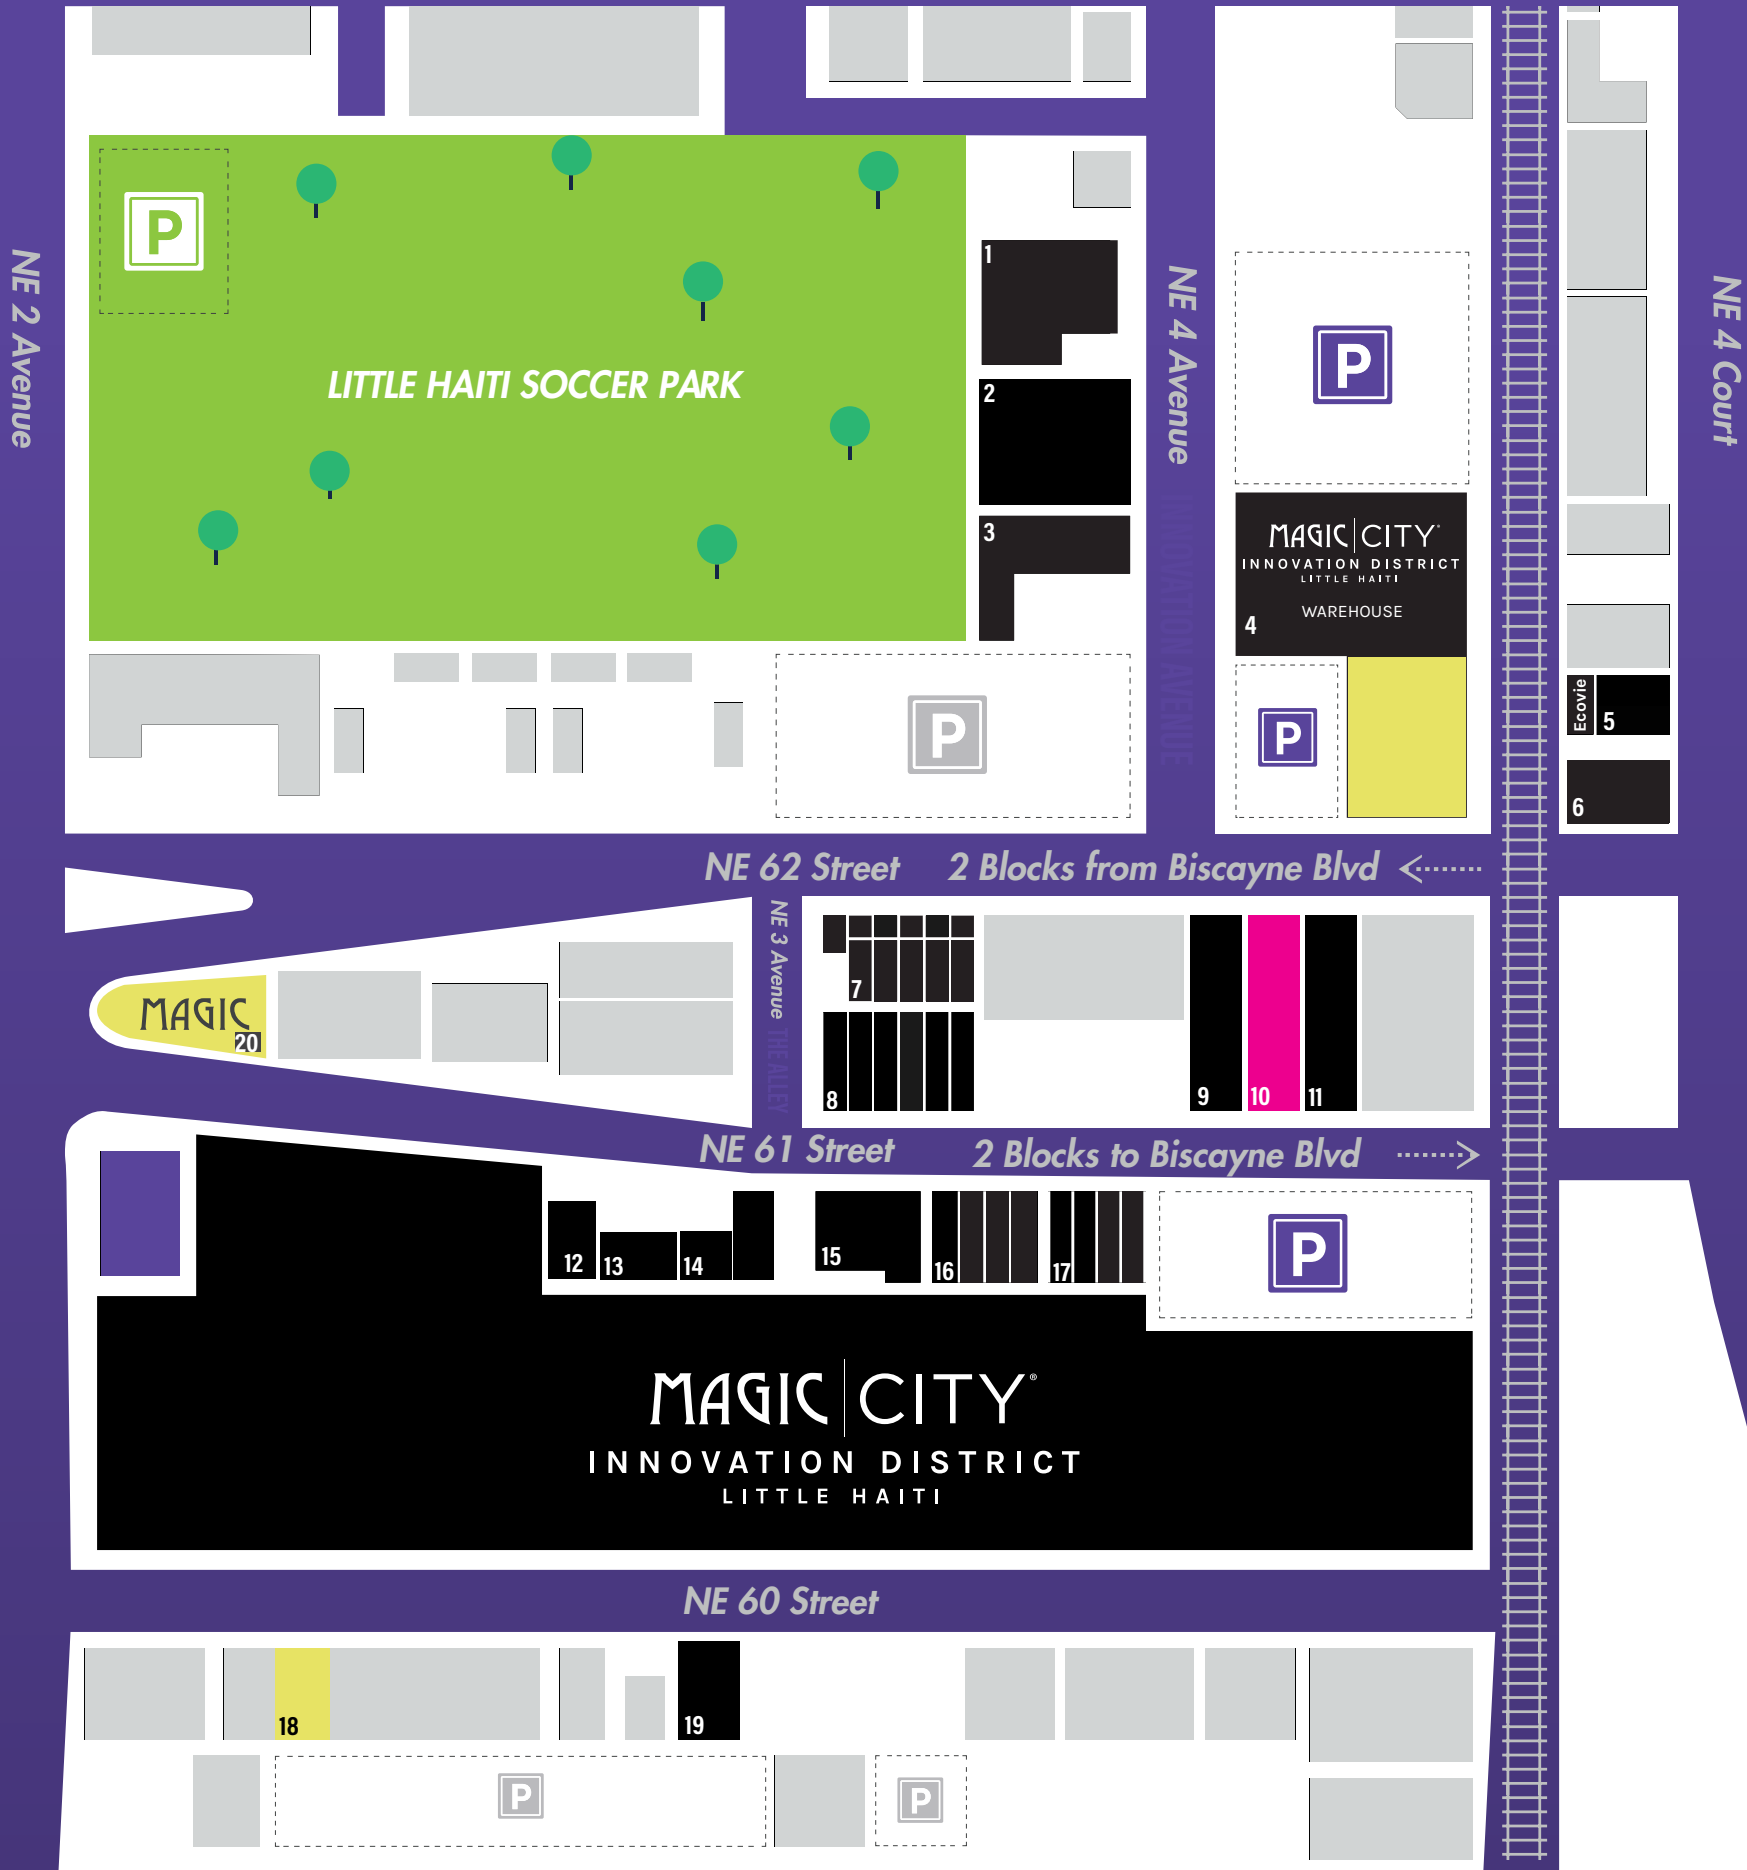 P
NE 2 Avenue
LITTLE HAITI SOCCER PARK
1
2
3
NE 4 Avenue
INNOVATION AVENUE
P
NE 4 Court
MAGIC CITY®
INNOVATION DISTRICT
LITTLE HAITI
WAREHOUSE
4
P
P
Ecovie
5
6
NE 62 Street 2 Blocks from Biscayne Blvd
NE 3 Avenue THE ALLEY
MAGIC
20
7
8
9
10
11
NE 61 Street 2 Blocks to Biscayne Blvd
12
13
14
15
16
17
P
MAGIC CITY®
INNOVATION DISTRICT
LITTLE HAITI
NE 60 Street
18
19
P
P